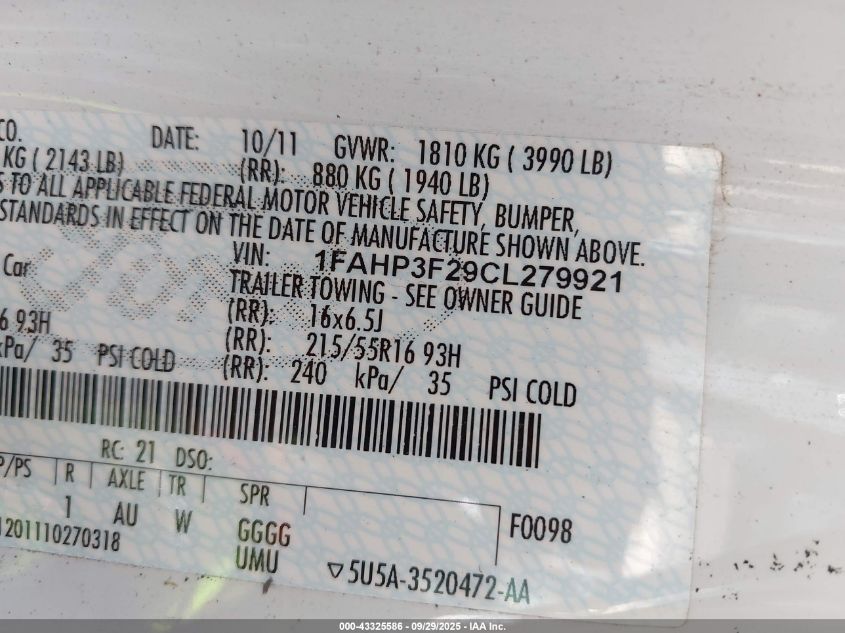 CO. DATE: 10/11 GVWR: 1810 KG ( 3990 LB)
KG ( 2143 LB) (RR): 880 KG ( 1940 LB)
TO ALL APPLICABLE FEDERAL MOTOR VEHICLE SAFETY, BUMPER,
STANDARDS IN EFFECT ON THE DATE OF MANUFACTURE SHOWN ABOVE.
VIN: 1FAHP3F29CL279921
Car TRAILER TOWING - SEE OWNER GUIDE
(RR): 16x6.5J
6 93H (RR): 215/55R16 93H
kPa/ 35 PSI COLD (RR): 240 kPa/ 35 PSI COLD
RC: 21 DSO:
P/PS R AXLE TR SPR
1 AU W GGGG F0098
1201110270318 UMU ▽5U5A-3520472-AA
000-43325586 - 09/29/2025 - IAA Inc.